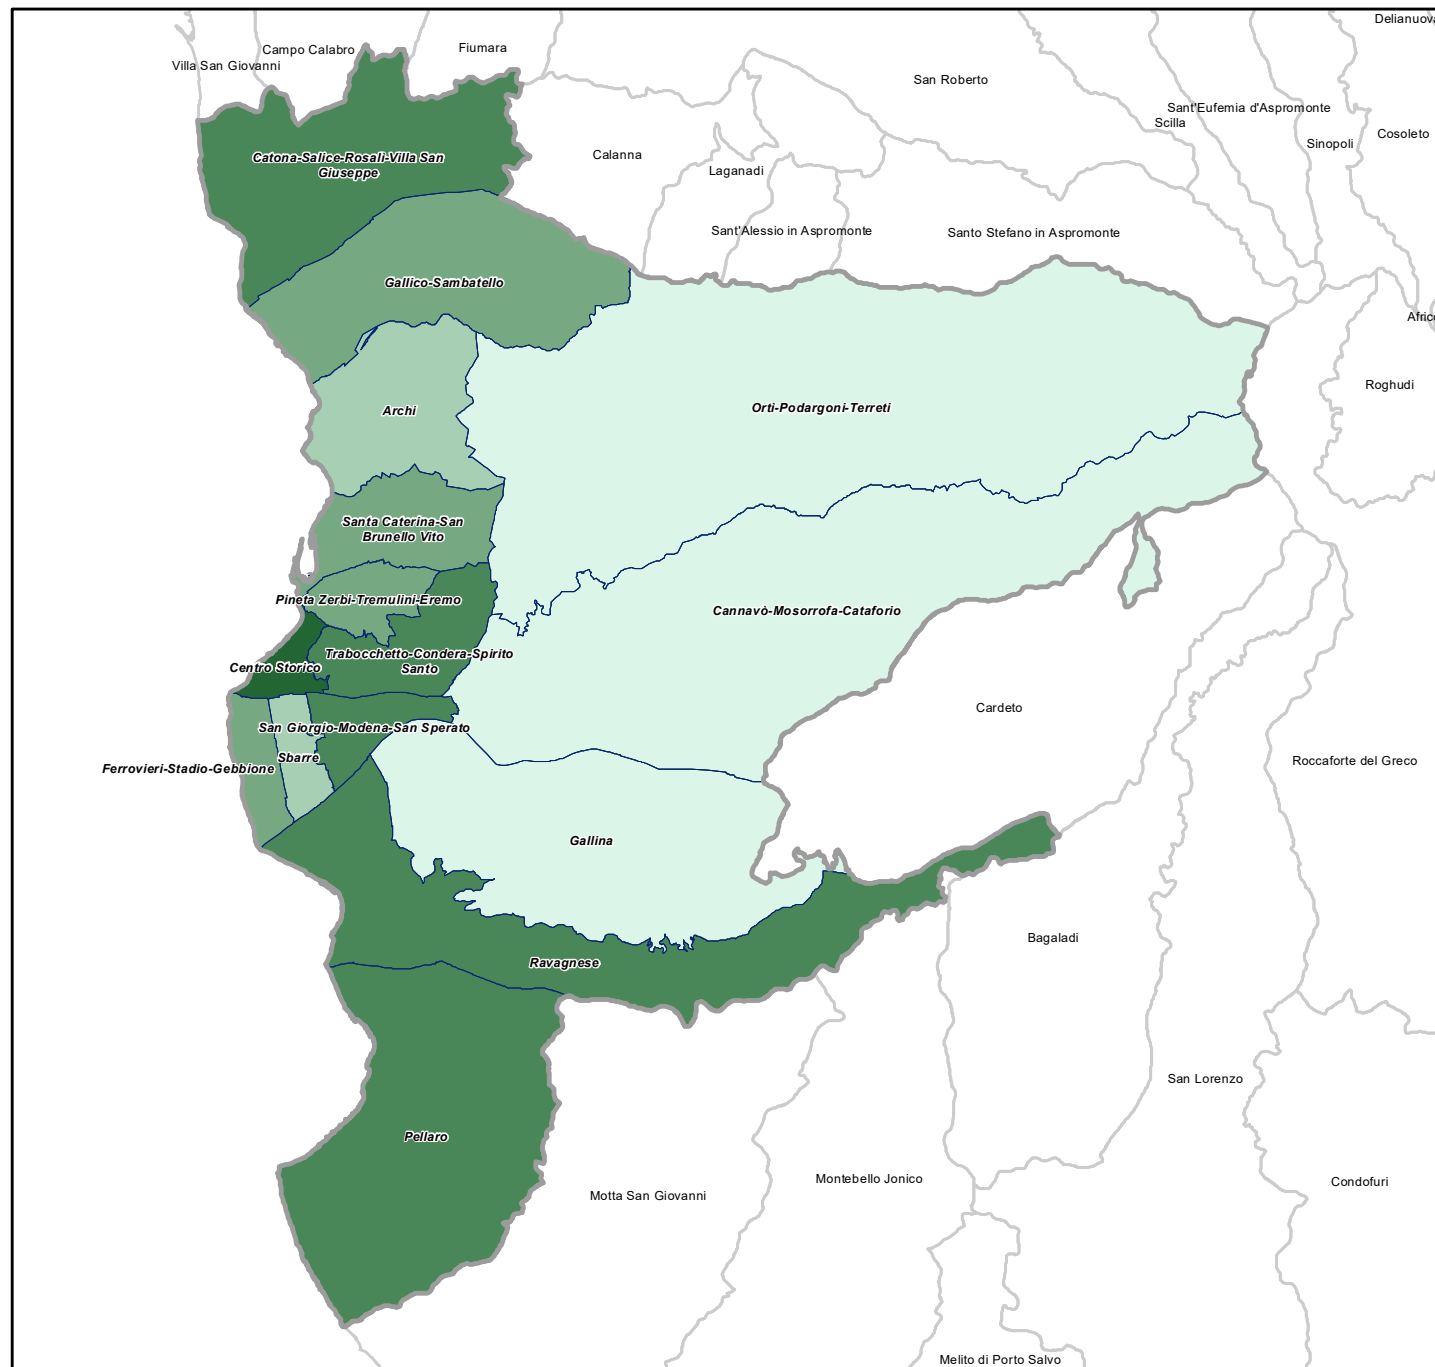 Delianuova
Campo Calabro
Fiumara
Villa San Giovanni
San Roberto
Sant'Eufemia d'Aspromonte
Scilla
Cosoleto
Sinopoli
Catona-Salice-Rosali-Villa San
Giuseppe
Calanna
Laganadi
Sant'Alessio in Aspromonte
Santo Stefano in Aspromonte
Gallico-Sambatello
Africo
Roghudi
Archi
Orti-Podargoni-Terreti
Santa Caterina-San
Brunello Vito
Pineta Zerbi-Tremulini-Eremo
Cannavò-Mosorrofa-Cataforio
Trabocchetto-Condera-Spirito
Santo
Centro Storico
Cardeto
San Giorgio-Modena-San Sperato
Sbarre
Ferrovieri-Stadio-Gebbione
Roccaforte del Greco
Gallina
Bagaladi
Ravagnese
San Lorenzo
Pellaro
Montebello Jonico
Motta San Giovanni
Condofuri
Melito di Porto Salvo